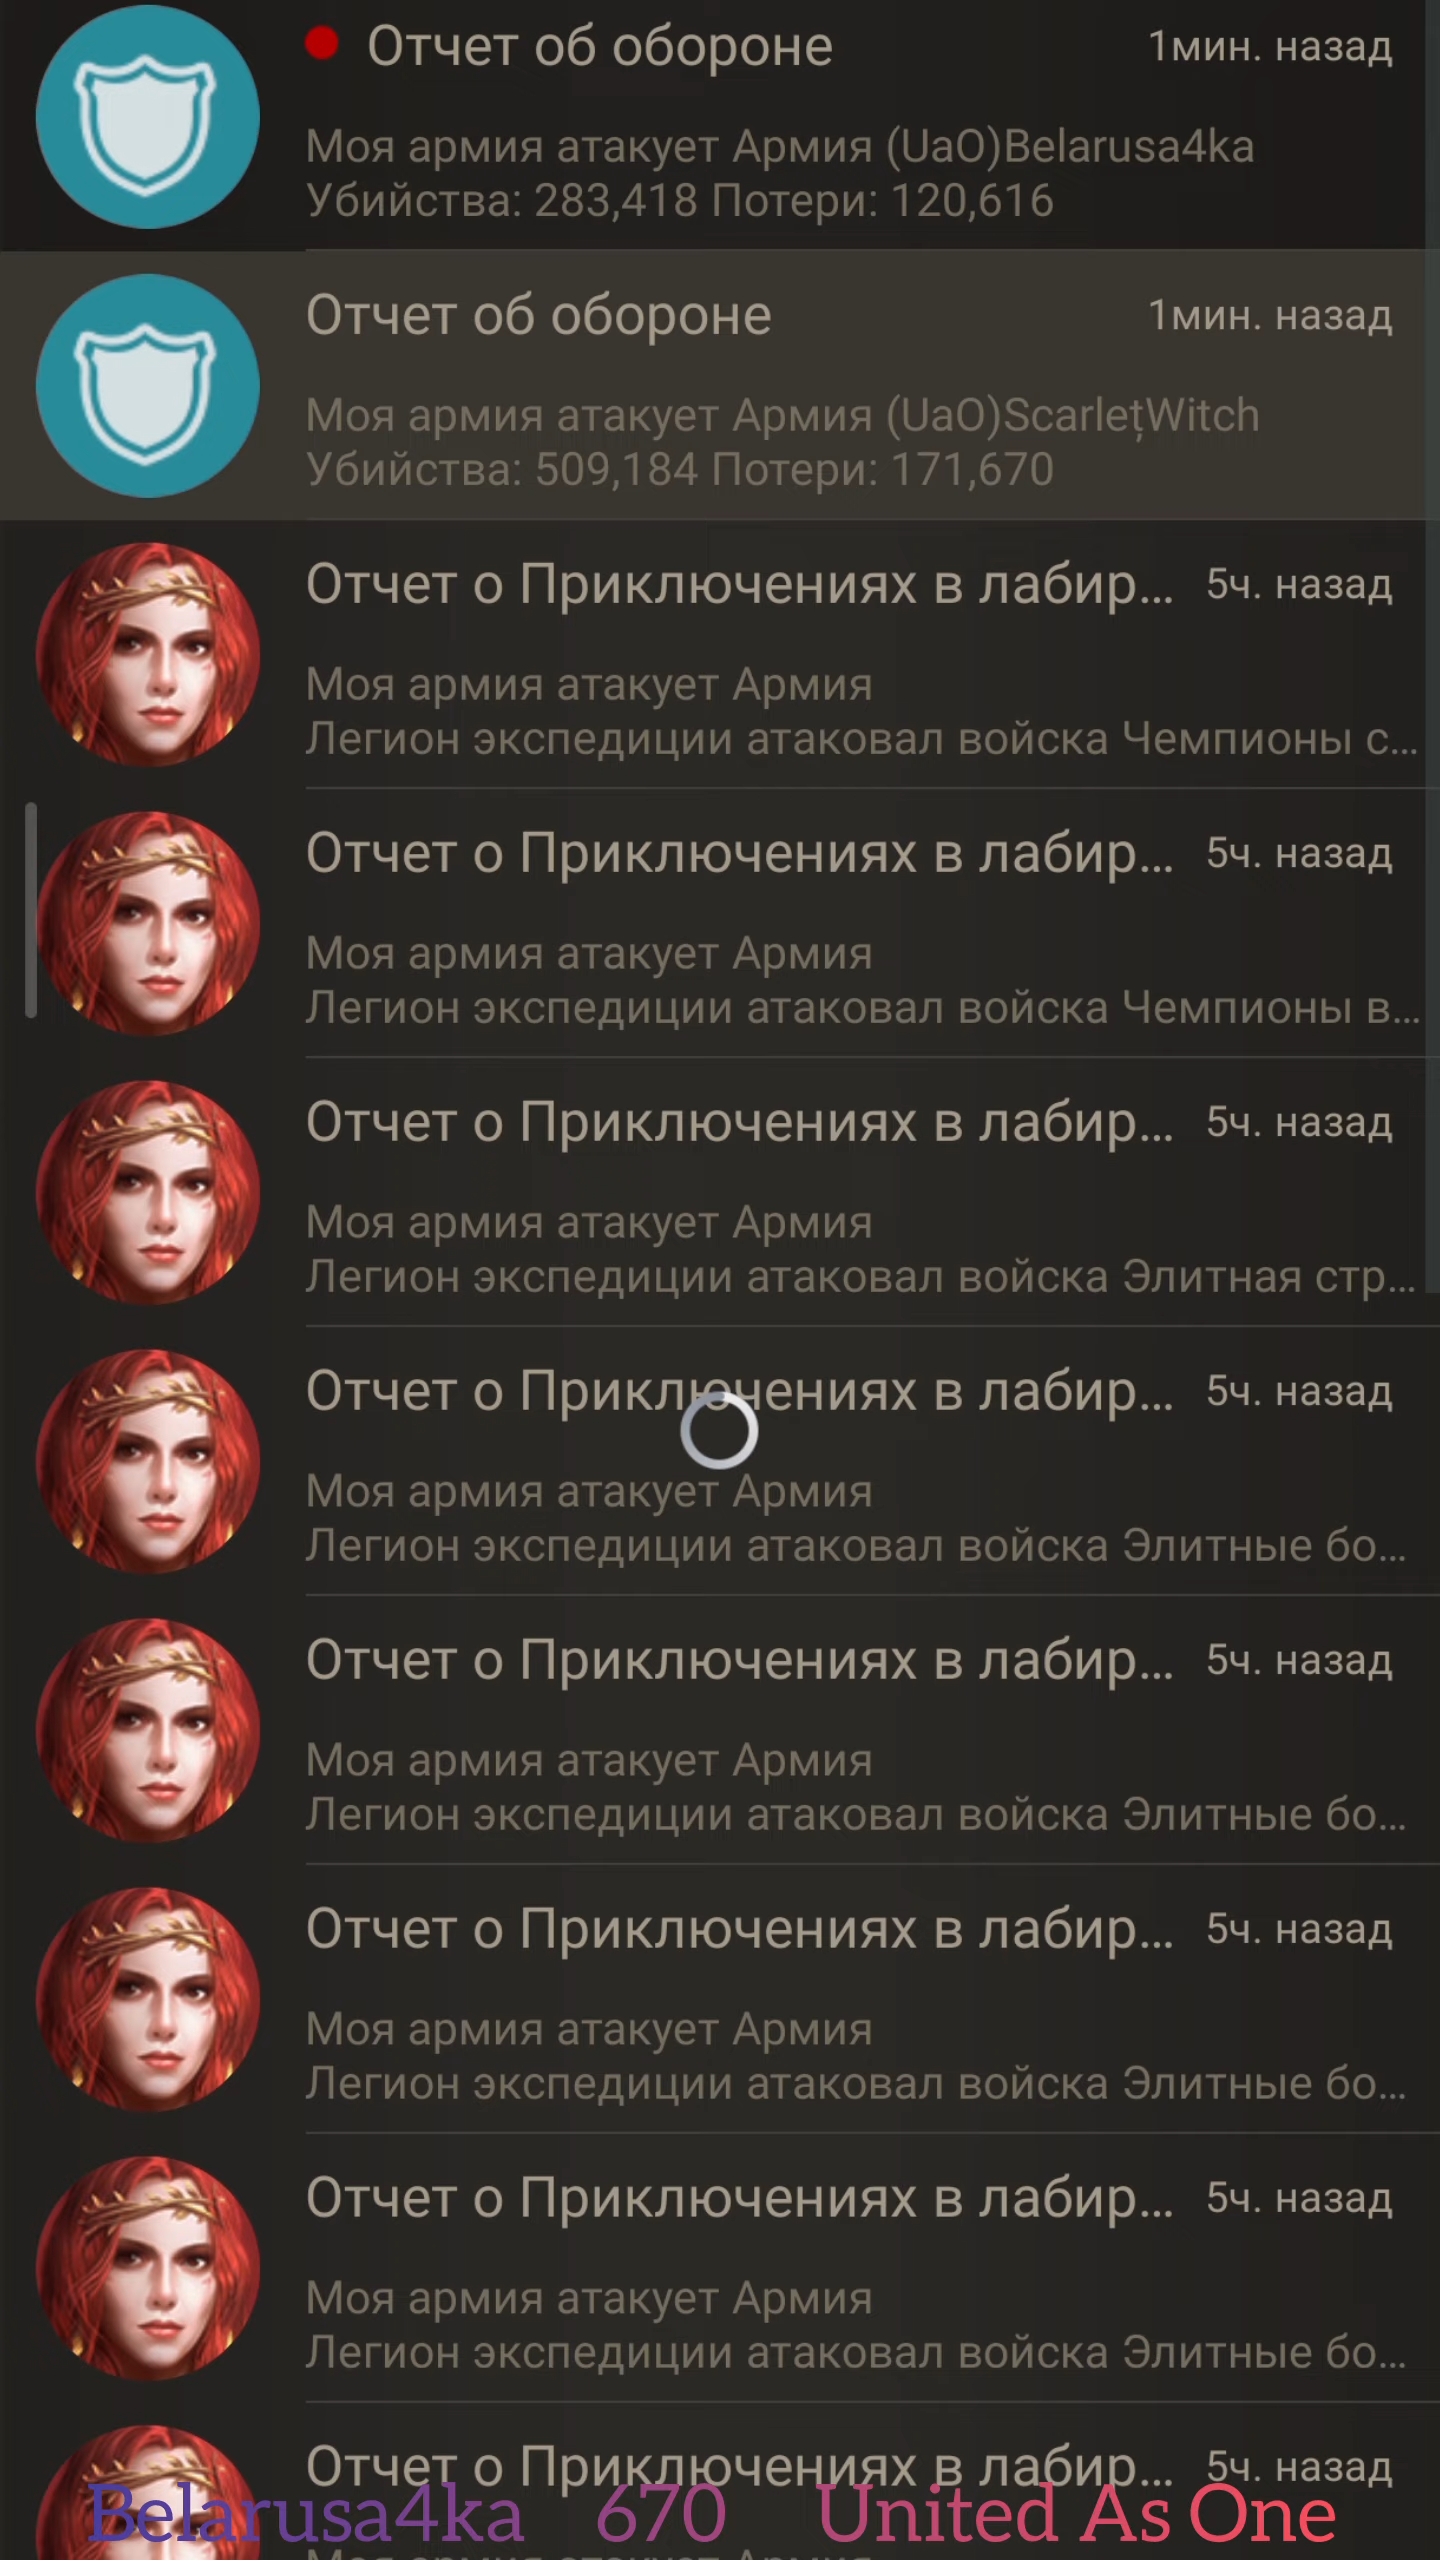 Отчет об обороне 1мин. назад
Моя армия атакует Армия (UaO)Belarusa4ka
Убийства: 283,418 Потери: 120,616
Отчет об обороне 1мин. назад
Моя армия атакует Армия (UaO)ScarlețWitch
Убийства: 509,184 Потери: 171,670
Отчет о Приключениях в лабир... 5ч. назад
Моя армия атакует Армия
Легион экспедиции атаковал войска Чемпионы с...
Отчет о Приключениях в лабир... 5ч. назад
Моя армия атакует Армия
Легион экспедиции атаковал войска Чемпионы в...
Отчет о Приключениях в лабир... 5ч. назад
Моя армия атакует Армия
Легион экспедиции атаковал войска Элитная стр...
Отчет о Приключениях в лабир... 5ч. назад
Моя армия атакует Армия
Легион экспедиции атаковал войска Элитные бо...
Отчет о Приключениях в лабир... 5ч. назад
Моя армия атакует Армия
Легион экспедиции атаковал войска Элитные бо...
Отчет о Приключениях в лабир... 5ч. назад
Моя армия атакует Армия
Легион экспедиции атаковал войска Элитные бо...
Отчет о Приключениях в лабир... 5ч. назад
Моя армия атакует Армия
Легион экспедиции атаковал войска Элитные бо...
Отчет о Приключениях в лабир... 5ч. назад
Belarusa4ka 670 United As One
Моя армия атакует Армия